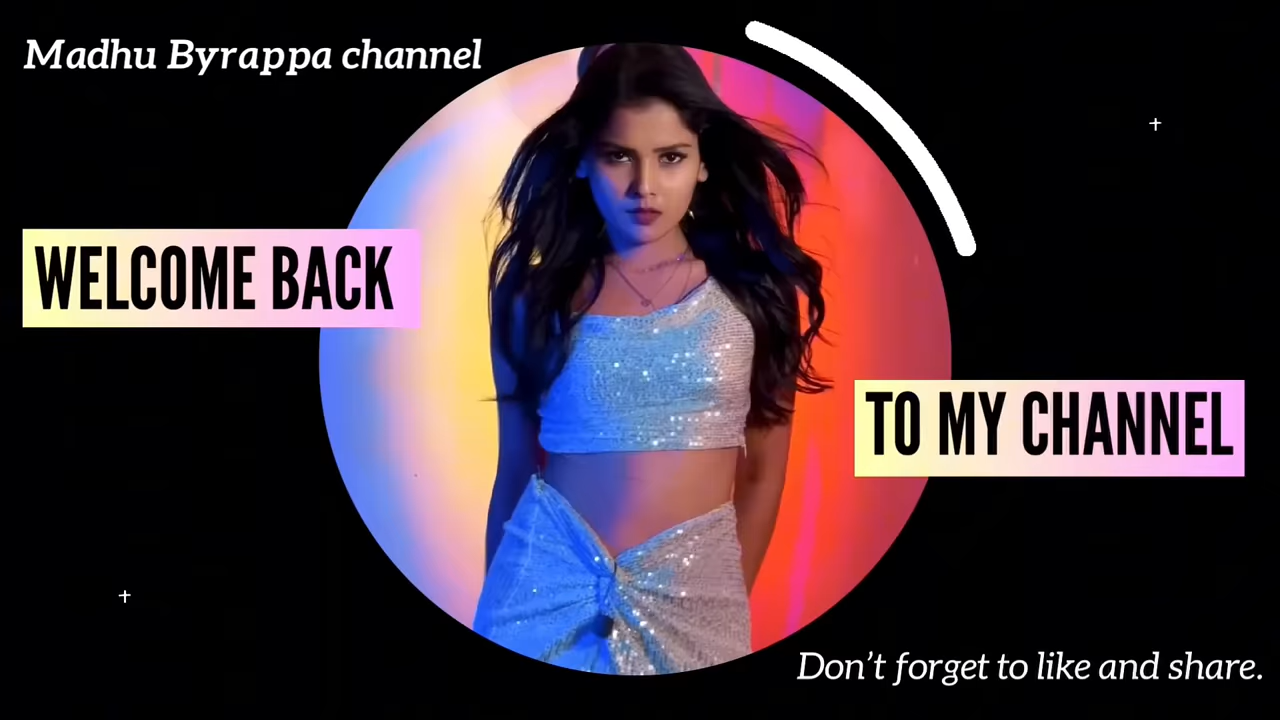 Madhu Byrappa channel
WELCOME BACK
TO MY CHANNEL
Don’t forget to like and share.